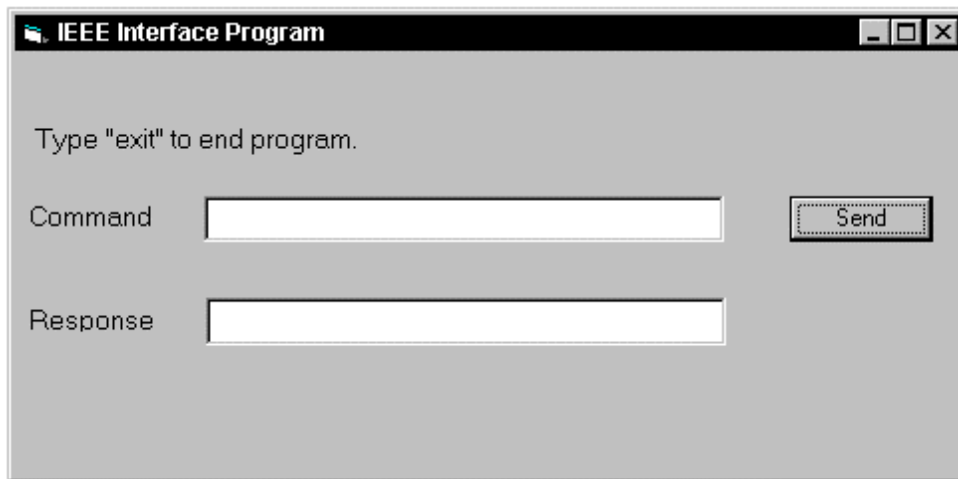 IEEE Interface Program
Type "exit" to end program.
Command
Send
Response